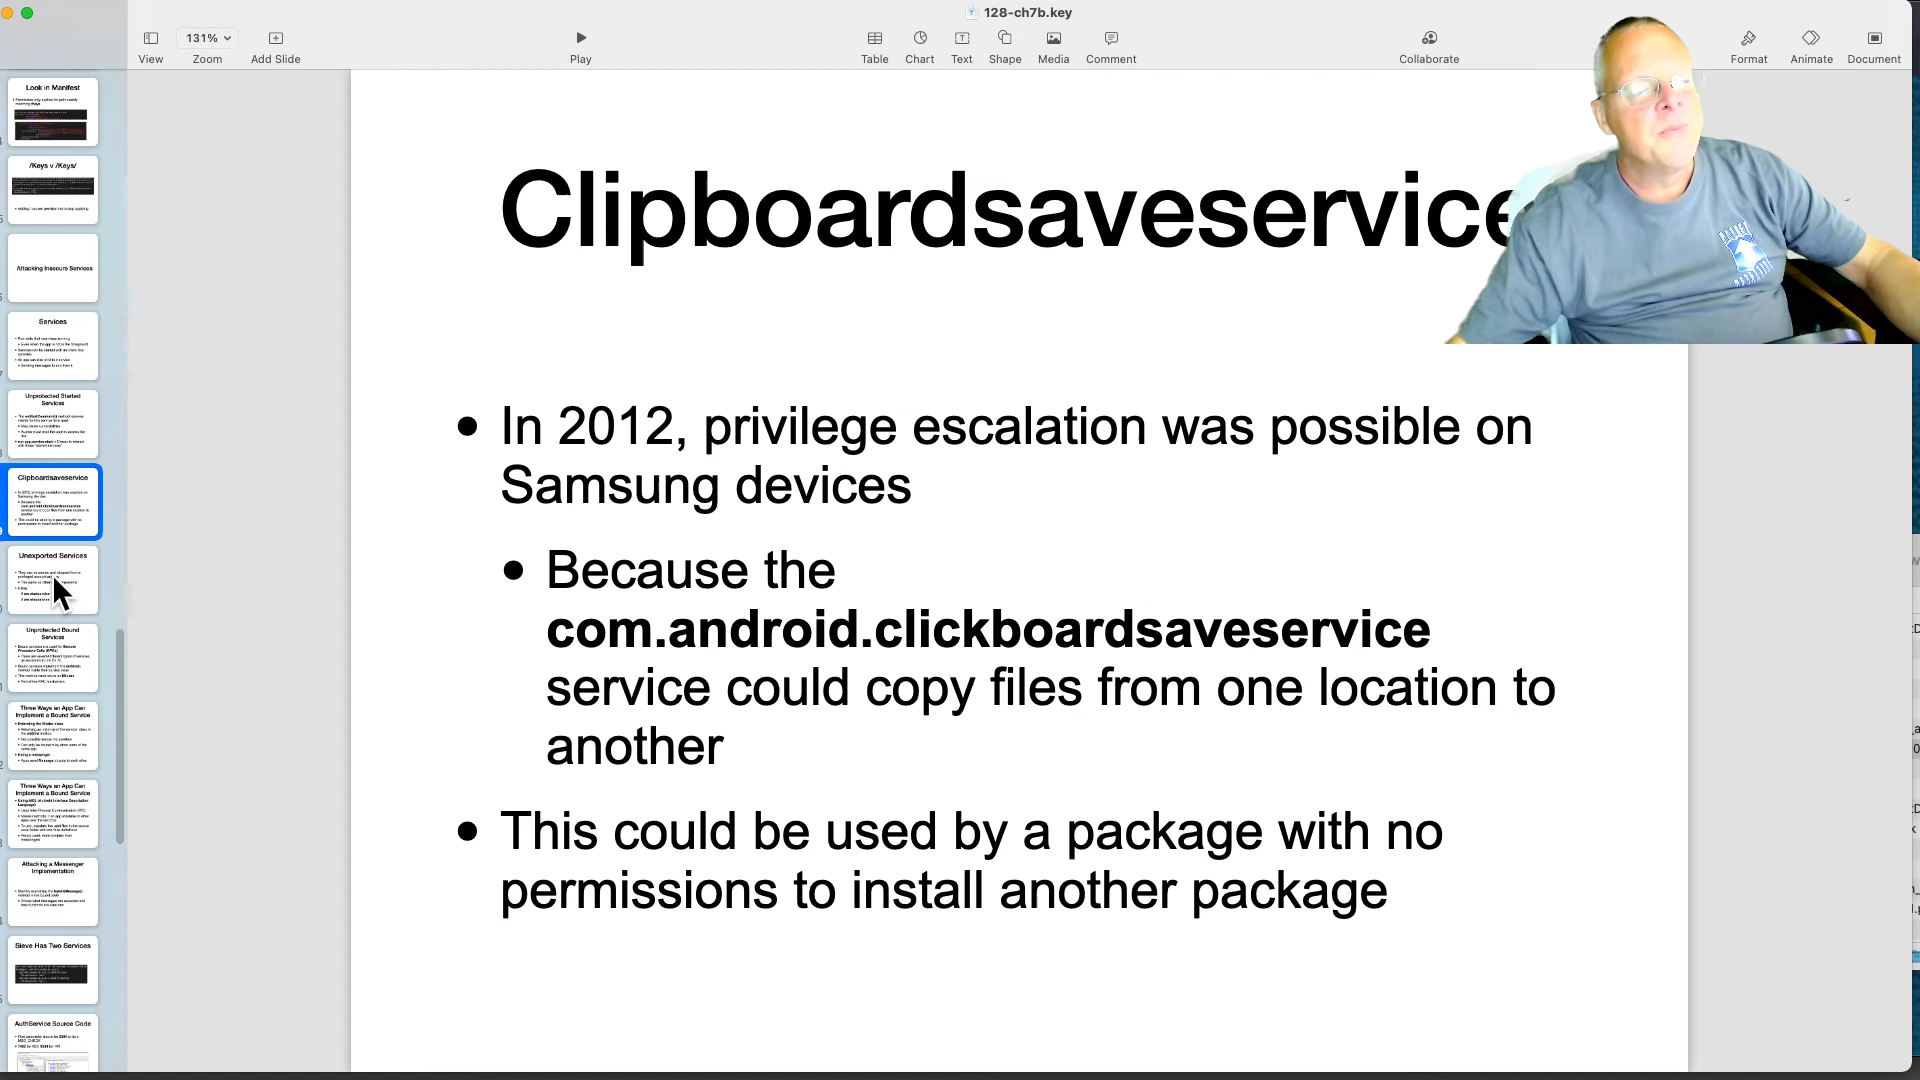 128-ch7b.key
131%
View
Zoom
Add Slide
Play
Table
Chart
Text
Shape
Media
Comment
Collaborate
Format
Animate
Document
Look in Manifest
/Keys v /Keys/
Attacking Insecure Services
Services
Unprotected Started
Services
Clipboardsaveservice
Unexported Services
Unprotected Bound
Services
Three Ways an App Can
Implement a Bound Service
Three Ways an App Can
Implement a Bound Service
Attacking a Messenger
Implementation
Sieve Has Two Services
AuthService Source Code
Clipboardsaveservice
• In 2012, privilege escalation was possible on
Samsung devices
• Because the
com.android.clickboardsaveservice
service could copy files from one location to
another
• This could be used by a package with no
permissions to install another package